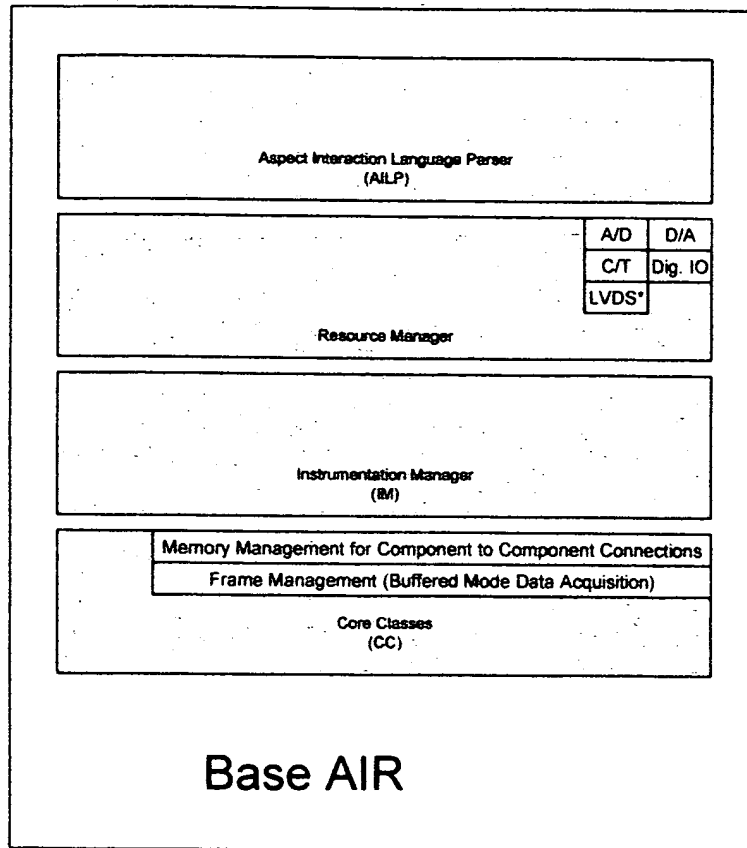 Aspect Interaction Language Parser
(AILP)
A/D D/A
C/T Dig. IO
LVDS*
Resource Manager
Instrumentation Manager
(IM)
Memory Management for Component to Component Connections
Frame Management (Buffered Mode Data Acquisition)
Core Classes
(CC)
Base AIR